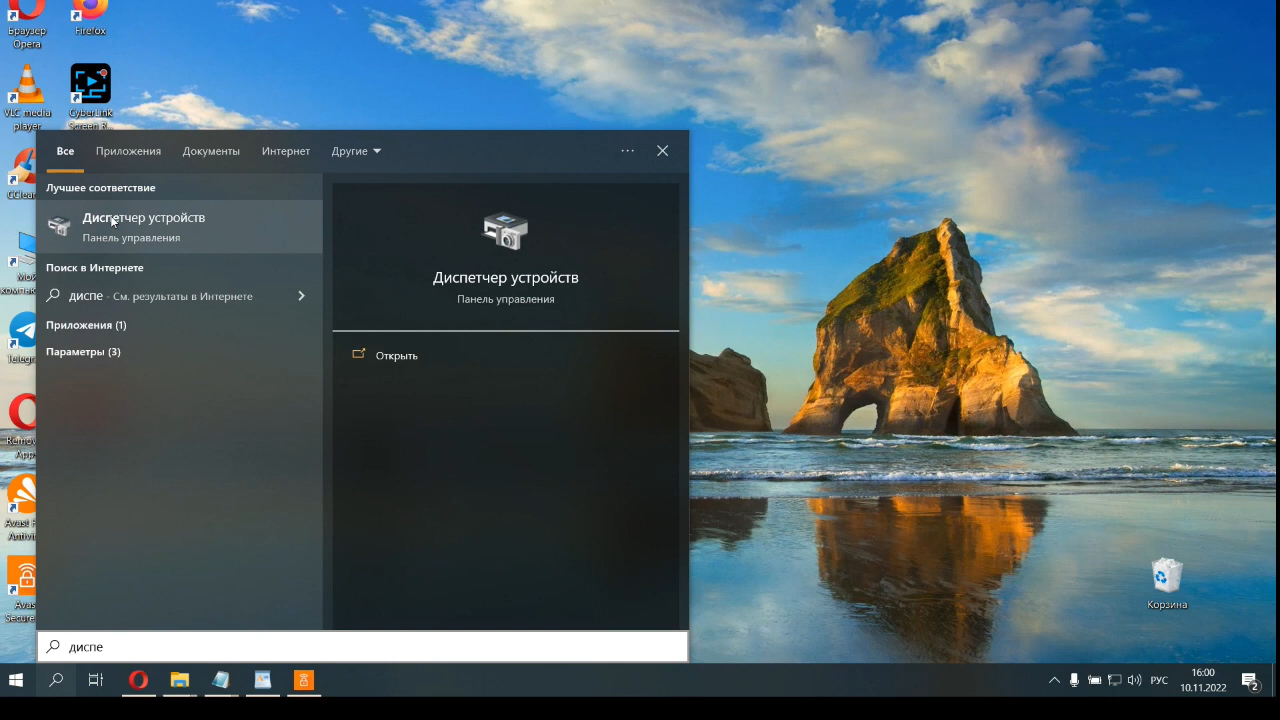 Браузер
Opera
Firefox
VLC media
player
CyberLink
Screen R...
Все
Приложения
Документы
Интернет
Другие
Лучшее соответствие
Диспетчер устройств
Панель управления
Поиск в Интернете
диспе - См. результаты в Интернете
Приложения (1)
Параметры (3)
Диспетчер устройств
Панель управления
Открыть
Мой
Avast
Корзина
диспе
РУС
16:00
10.11.2022
2